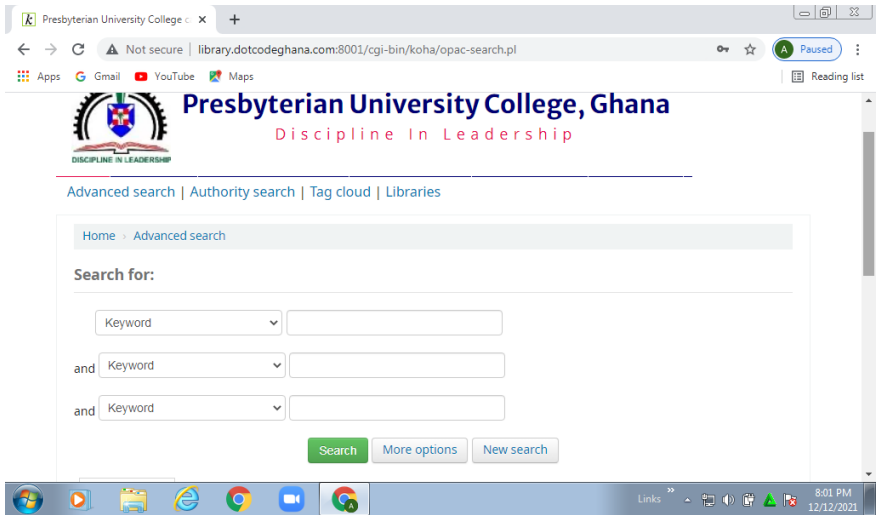 Presbyterian University College c
Not secure | library.dotcodeghana.com:8001/cgi-bin/koha/opac-search.pl
A Paused
Apps G Gmail YouTube Maps Reading list
Presbyterian University College, Ghana
Discipline In Leadership
DISCIPLINE IN LEADERSHIP
Advanced search | Authority search | Tag cloud | Libraries
Home › Advanced search
Search for:
Keyword
and Keyword
and Keyword
Search More options New search
Links » 8:01 PM
12/12/2021